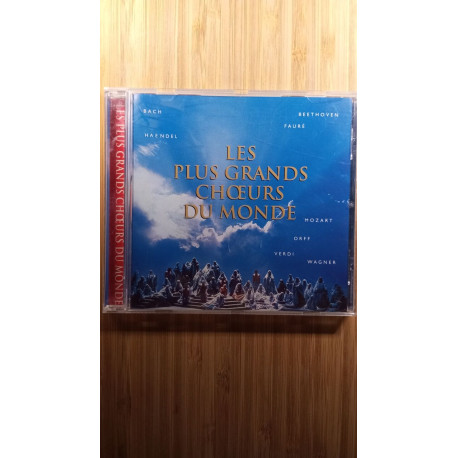 LES PLUS GRANDS CHŒURS DU MONDE
BACH
BEETHOVEN
FAURÉ
HAENDEL
LES
PLUS GRANDS
CHŒURS
DU MONDE
MOZART
ORFF
VERDI
WAGNER